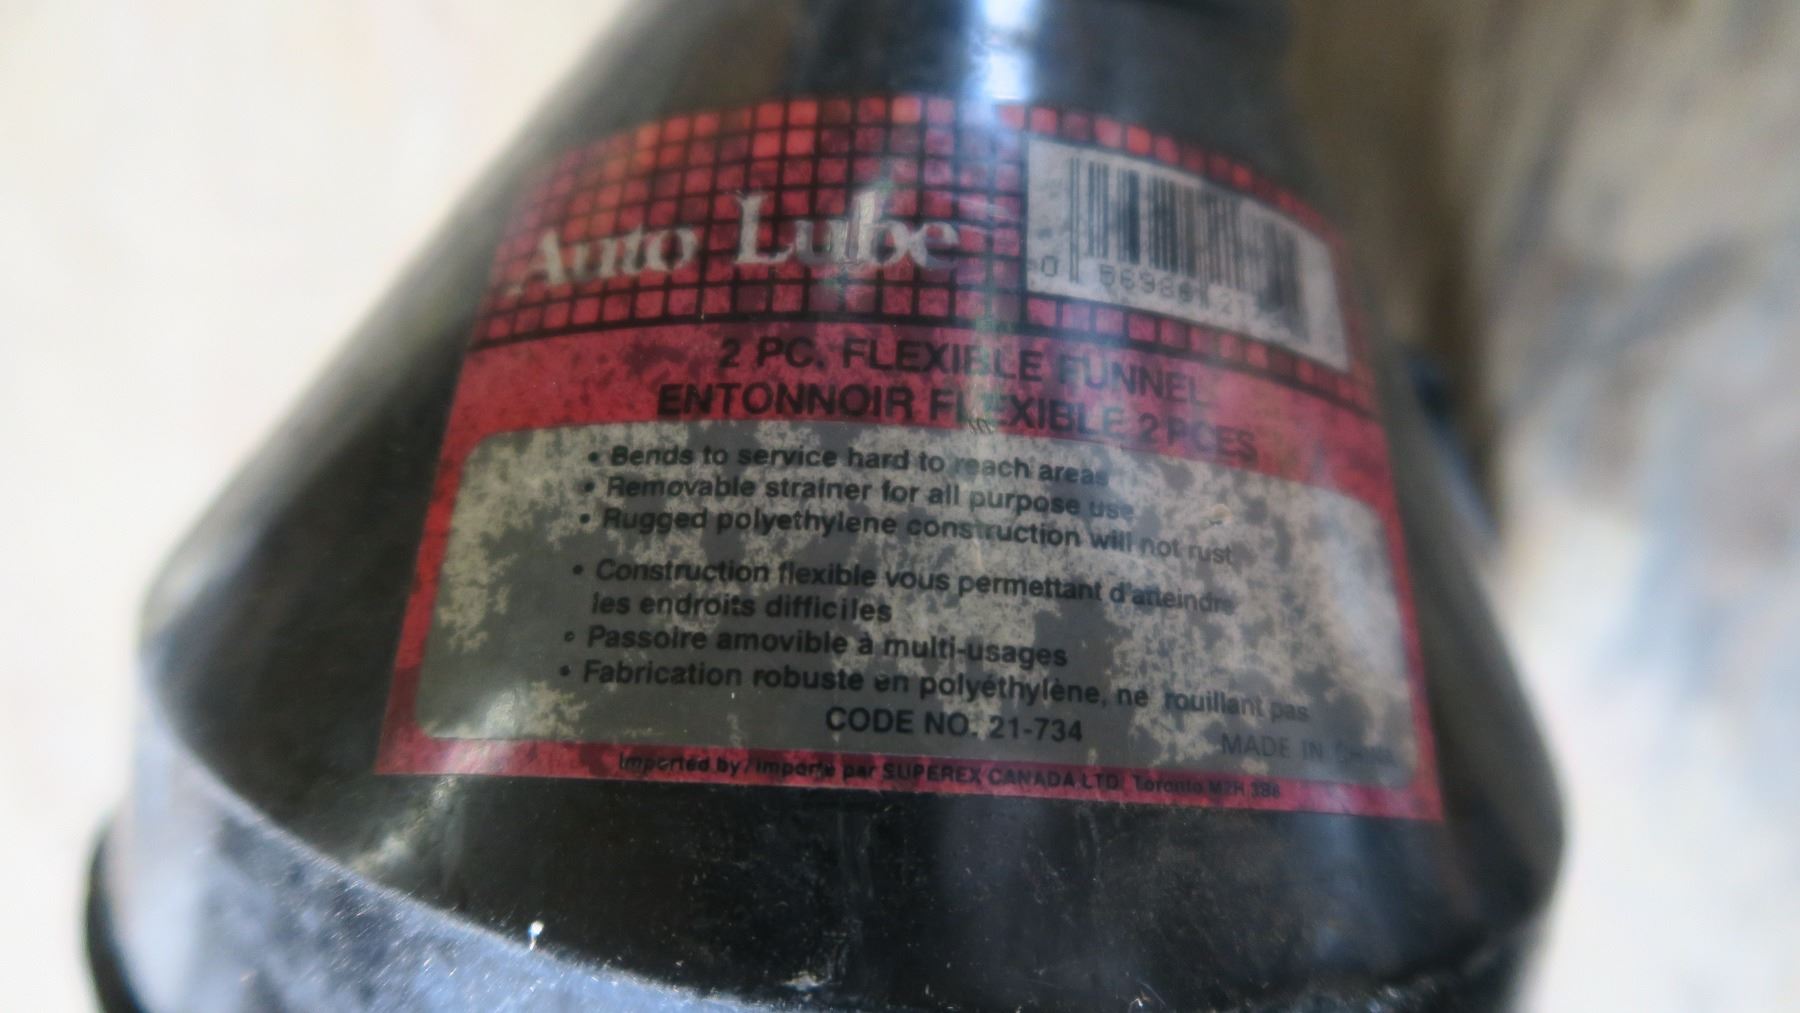 Auto Lube
2 PC. FLEXIBLE FUNNEL
ENTONNOIR FLEXIBLE 2 PCES
• Bends to service hard to reach areas
• Removable strainer for all purpose use
• Rugged polyethylene construction will not rust
• Construction flexible vous permettant d'atteindre
les endroits difficiles
• Passoire amovible à multi-usages
• Fabrication robuste en polyéthylène, ne rouillant pas
CODE NO. 21-734
MADE IN CHINA
Imported by / importe par SUPEREX CANADA LTD. Toronto M2H